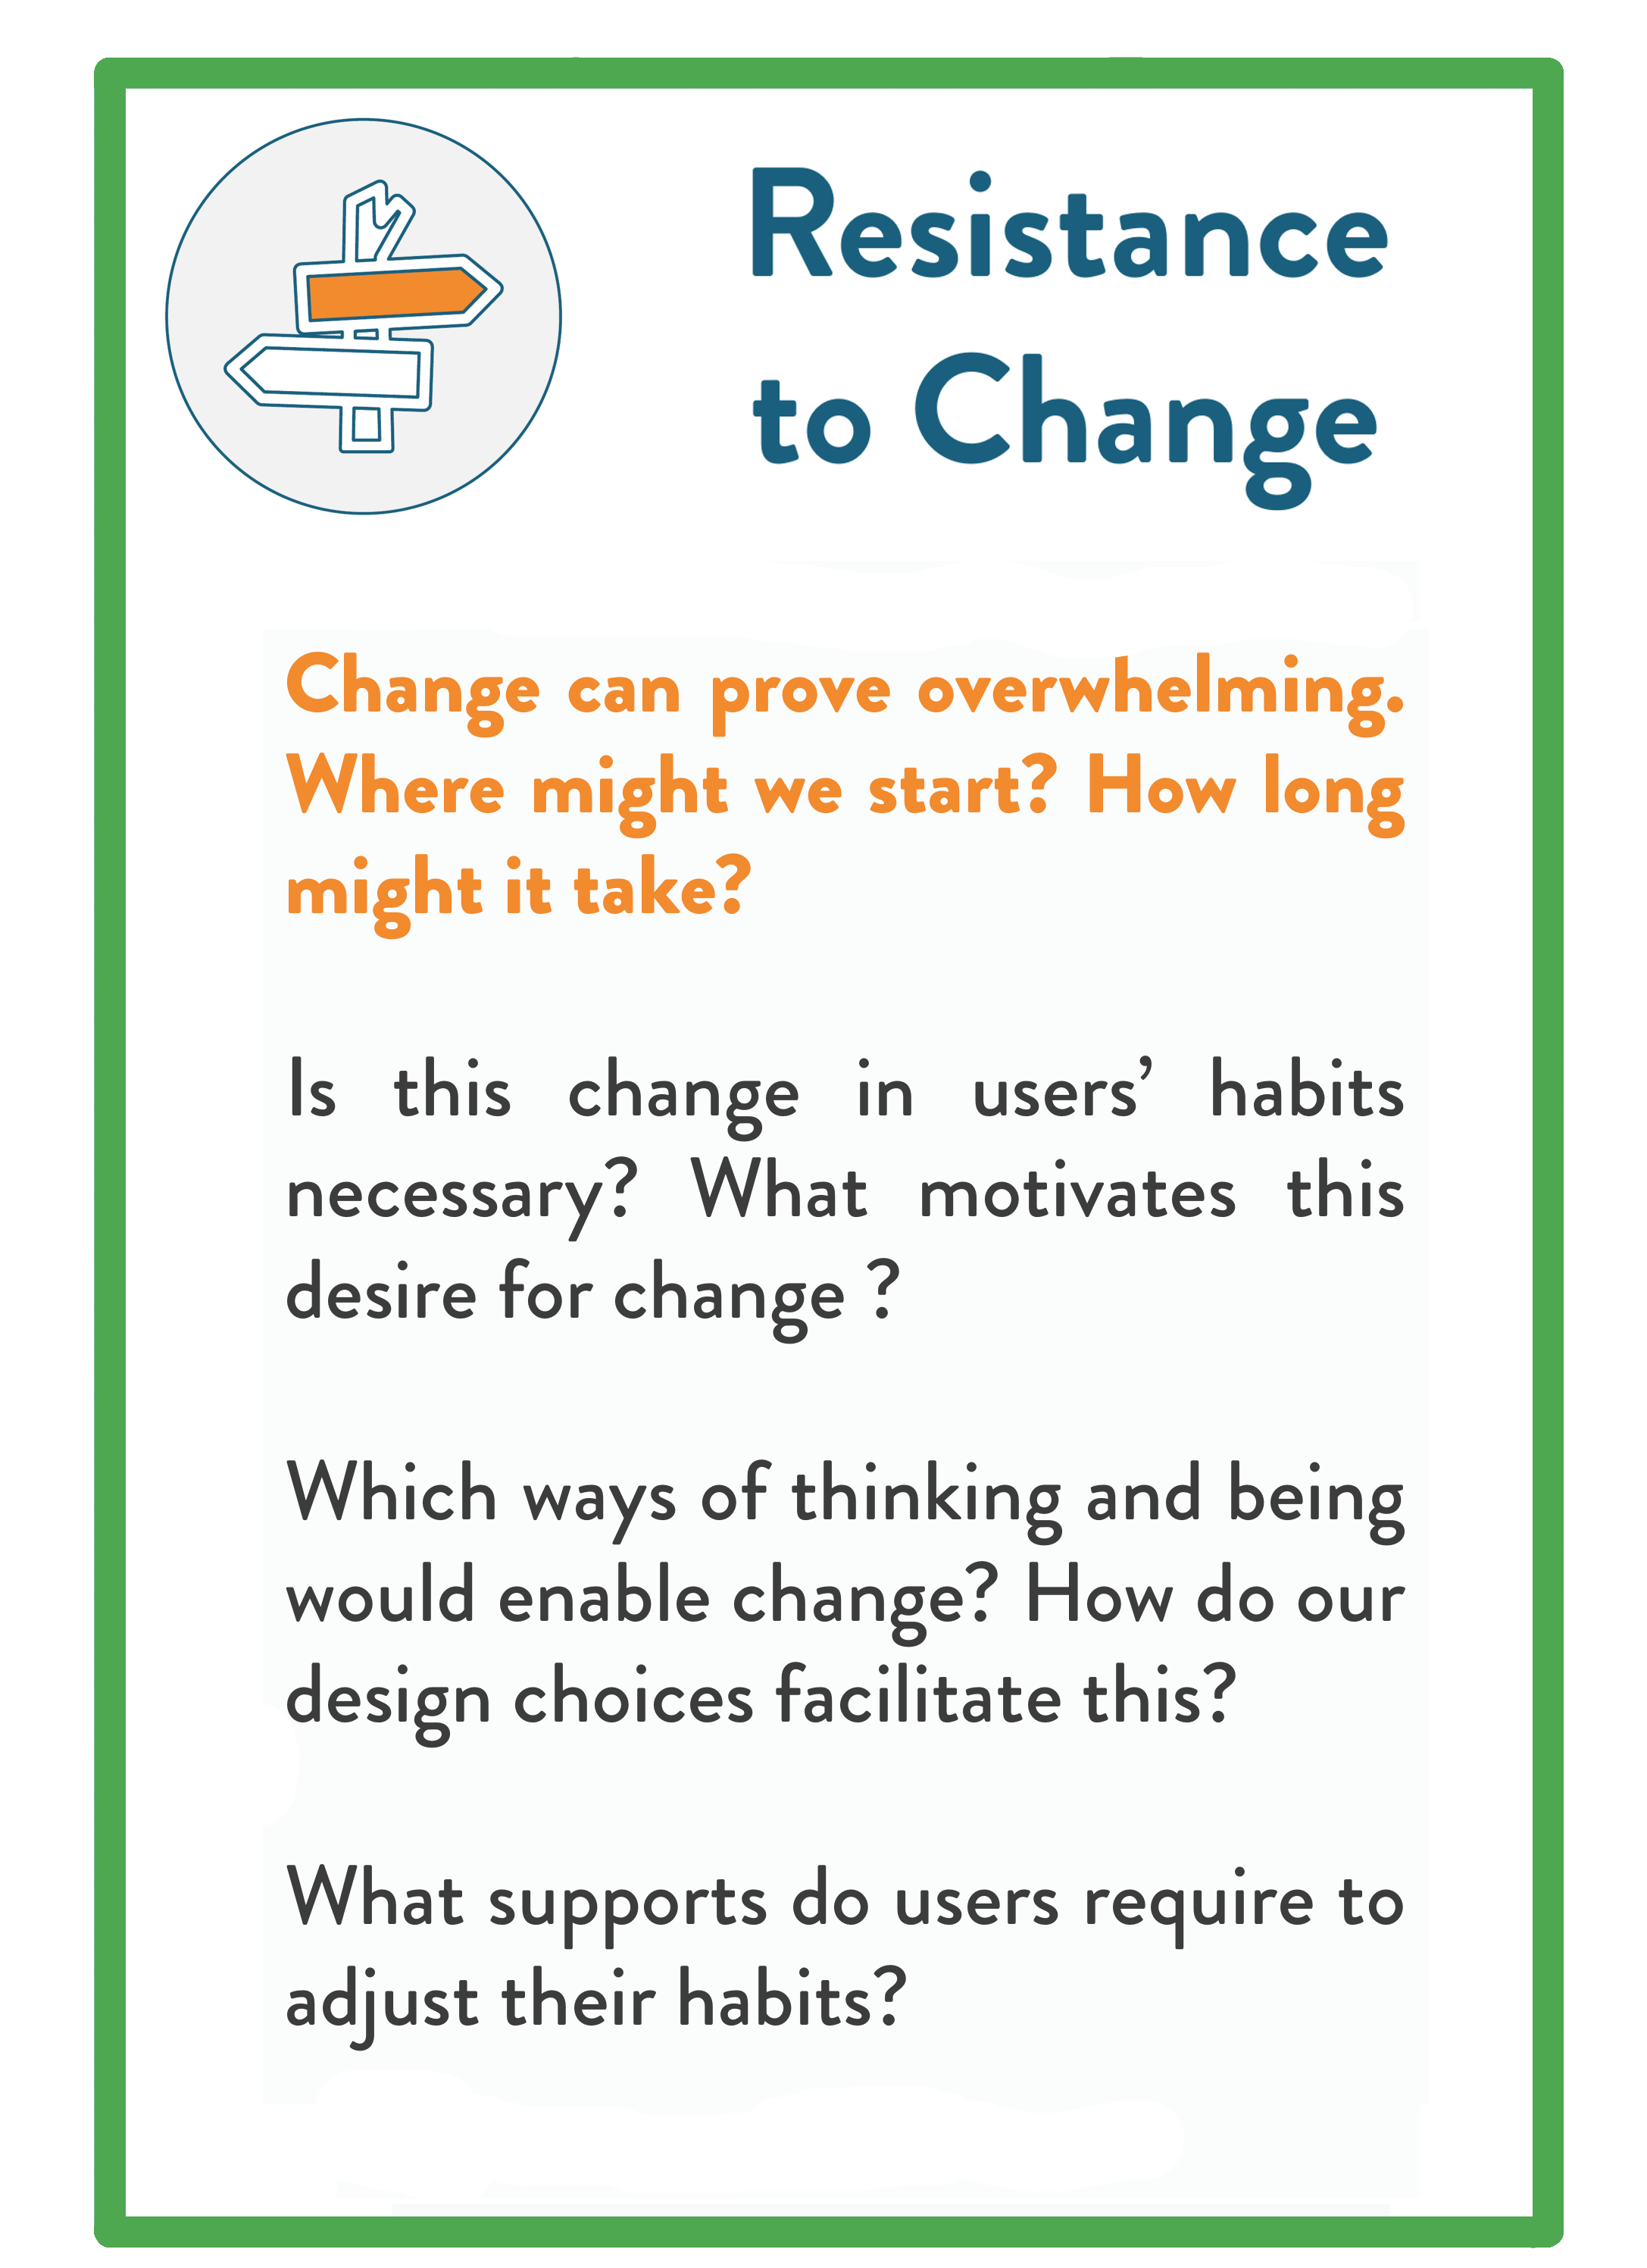 Resistance
to Change
Change can prove overwhelming.
Where might we start? How long
might it take?
Is this change in users’ habits
necessary? What motivates this
desire for change ?
Which ways of thinking and being
would enable change? How do our
design choices facilitate this?
What supports do users require to
adjust their habits?